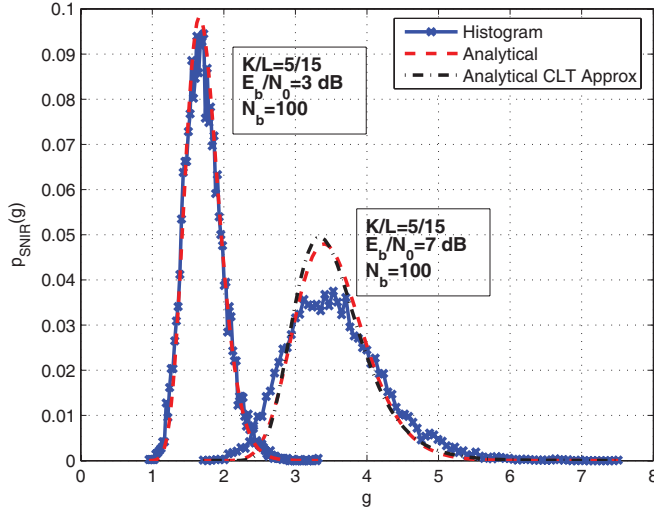 0.1
0.09
0.08
0.07
0.06
0.05
0.04
0.03
0.02
0.01
0
p_SNIR(g)
Histogram
Analytical
Analytical CLT Approx
K/L=5/15
E_b/N_0=3 dB
N_b=100
K/L=5/15
E_b/N_0=7 dB
N_b=100
0 1 2 3 4 5 6 7 8
g